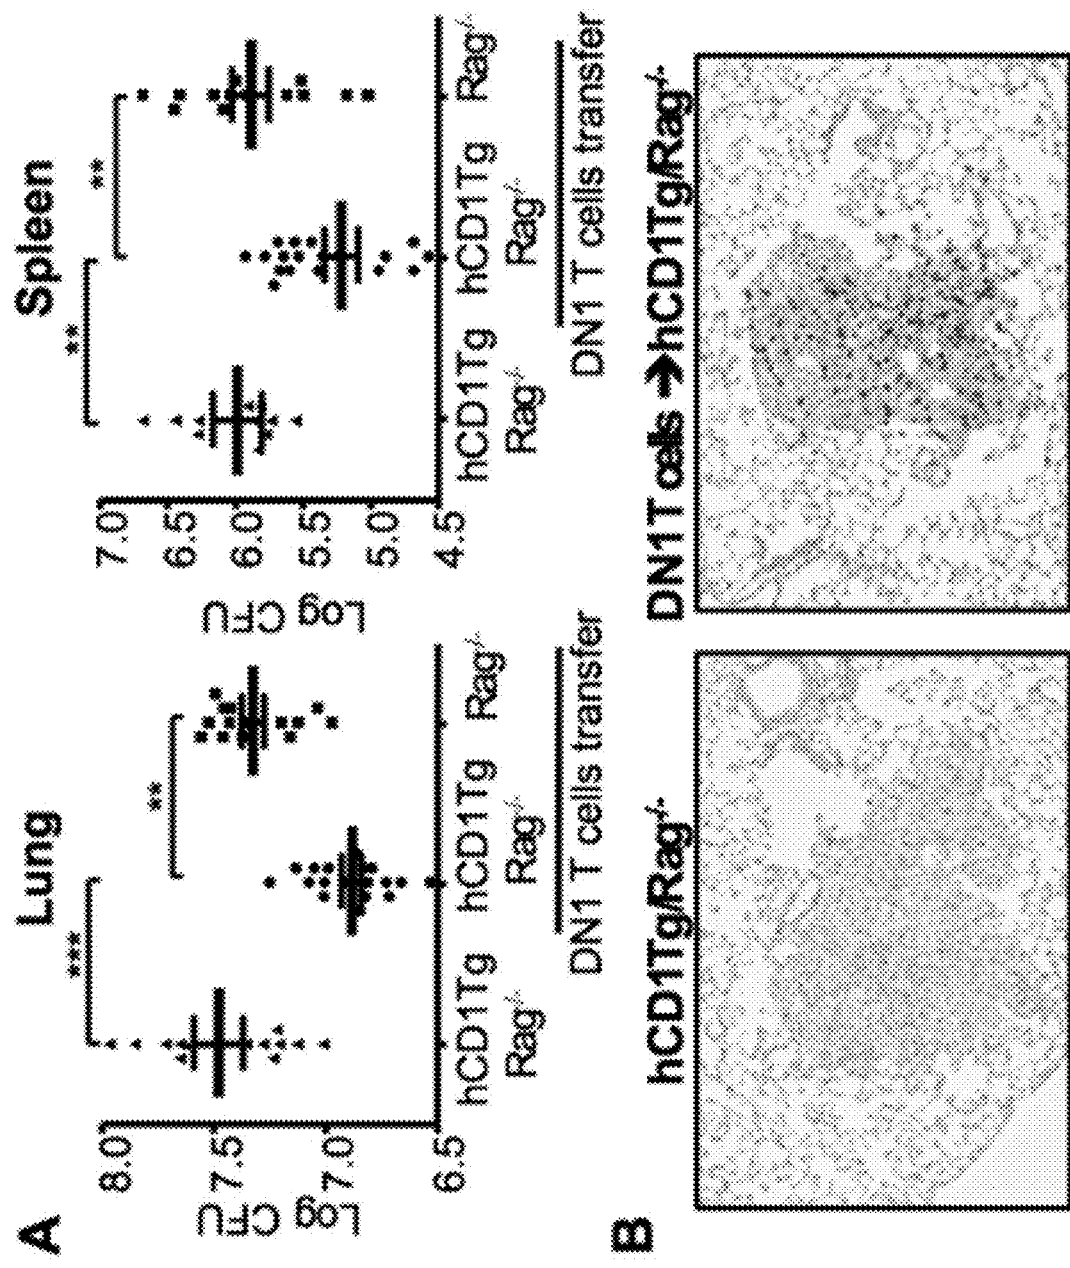 A
Lung
***
**
Log CFU
8.0
7.5
7.0
6.5
hCD1Tg
Rag-/-
hCD1Tg
Rag-/-
Rag-/-
DN1 T cells transfer
Spleen
**
**
Log CFU
7.0
6.5
6.0
5.5
5.0
4.5
hCD1Tg
Rag-/-
hCD1Tg
Rag-/-
Rag-/-
DN1 T cells transfer
B
hCD1Tg/Rag-/-
DN1T cells ➔hCD1Tg/Rag-/-